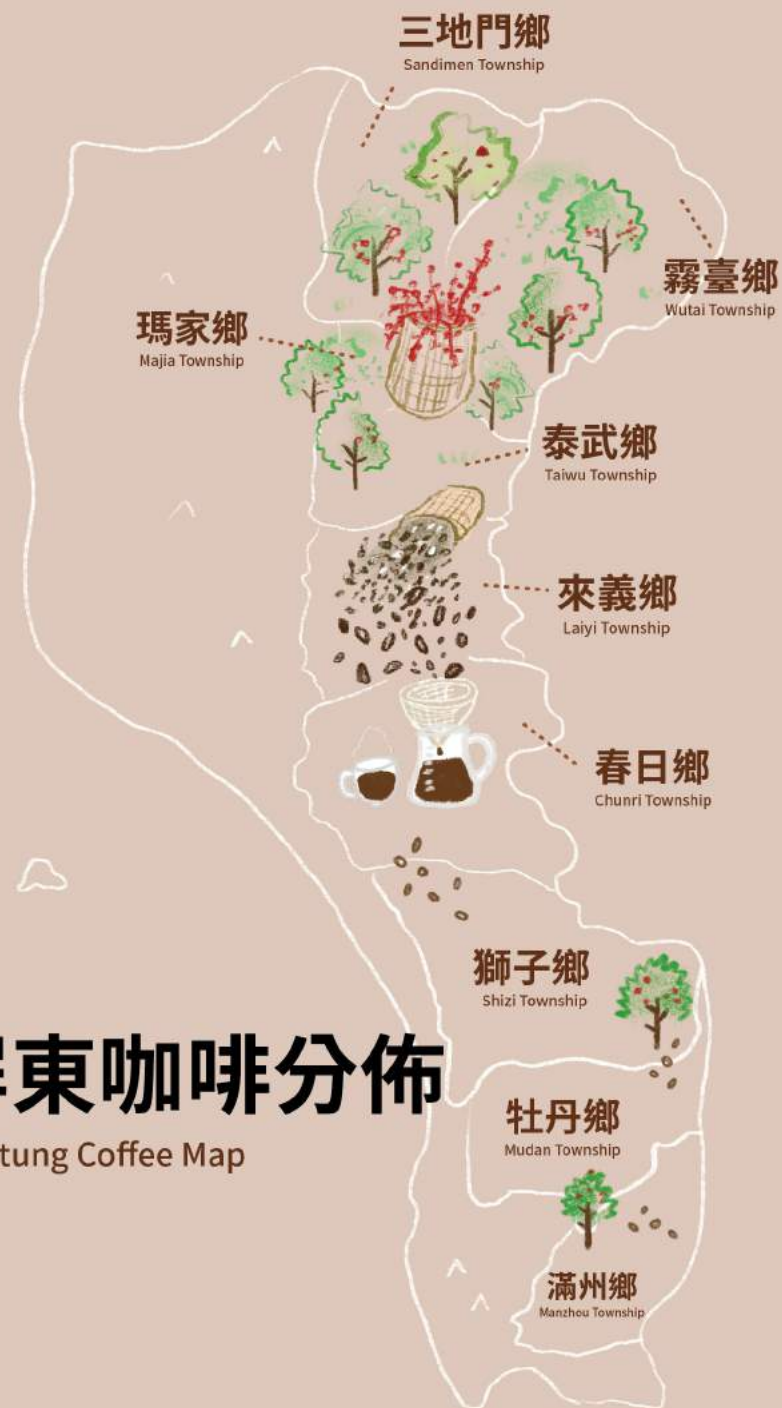 三地門鄉
Sandimen Township
霧臺鄉
Wutai Township
瑪家鄉
Majia Township
泰武鄉
Taiwu Township
來義鄉
Laiyi Township
春日鄉
Chunri Township
獅子鄉
Shizi Township
東咖啡分佈
tung Coffee Map
牡丹鄉
Mudan Township
滿州鄉
Manzhou Township